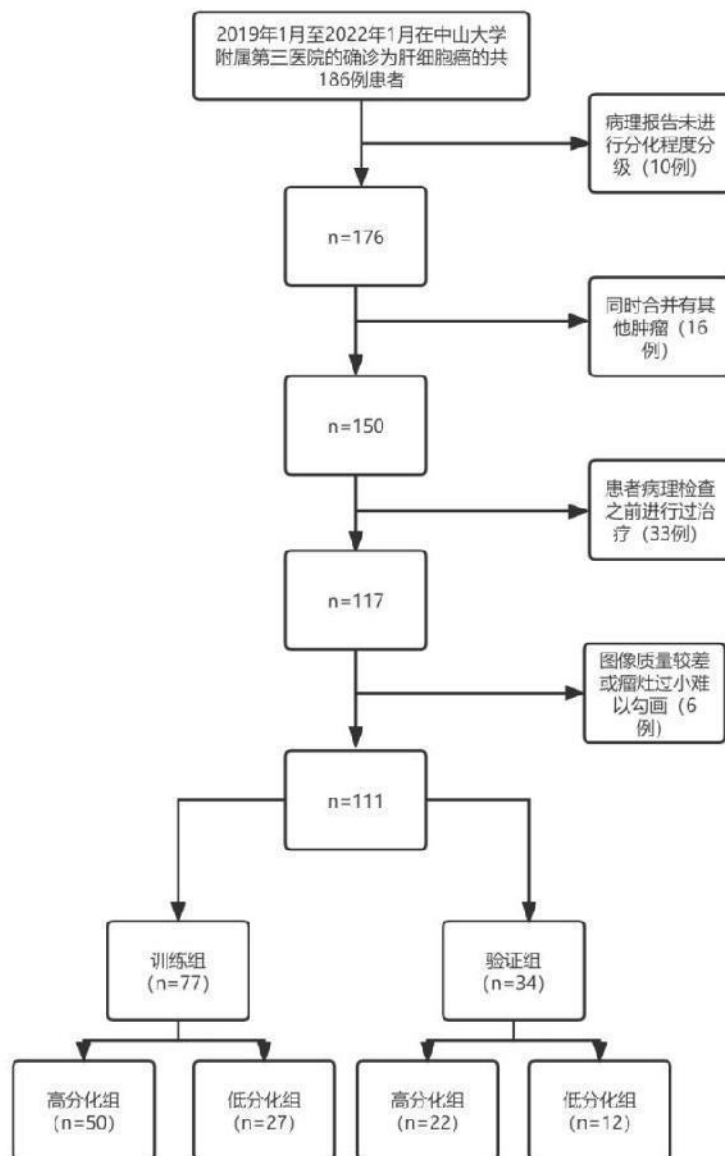 2019年1月至2022年1月在中山大学
附属第三医院的确诊为肝细胞癌的共
186例患者
病理报告未进
行分化程度分
级（10例）
n=176
同时合并有其
他肿瘤（16
例）
n=150
患者病理检查
之前进行过治
疗（33例）
n=117
图像质量较差
或瘤灶过小难
以勾画（6
例）
n=111
训练组
(n=77)
验证组
(n=34)
高分化组
(n=50)
低分化组
(n=27)
高分化组
(n=22)
低分化组
(n=12)